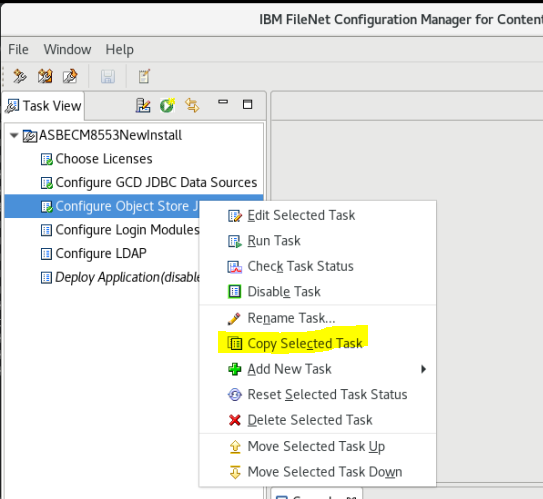 IBM FileNet Configuration Manager for Content
File Window Help
Task View
ASBECM8553NewInstall
Choose Licenses
Configure GCD JDBC Data Sources
Configure Object Store J
Configure Login Modules
Configure LDAP
Deploy Application(disable
Edit Selected Task
Run Task
Check Task Status
Disable Task
Rename Task...
Copy Selected Task
Add New Task
Reset Selected Task Status
Delete Selected Task
Move Selected Task Up
Move Selected Task Down